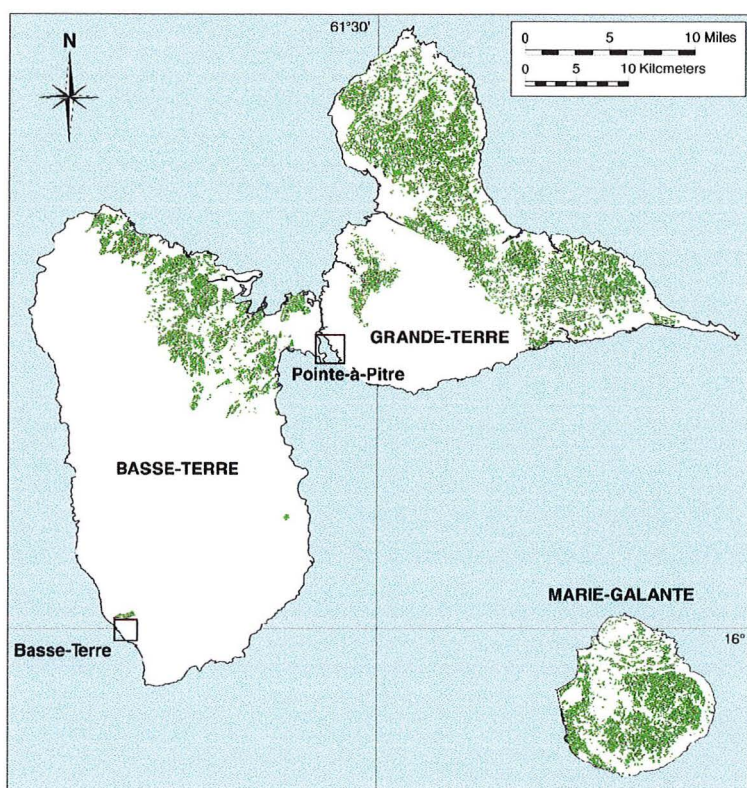 61°30'
N
0 5 10 Miles
0 5 10 Kilometers
GRANDE-TERRE
Pointe-à-Pitre
BASSE-TERRE
MARIE-GALANTE
16°
Basse-Terre